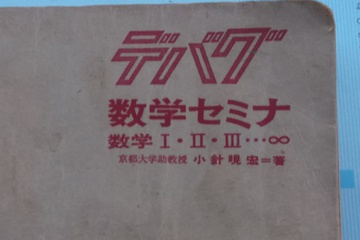 デバグ
数学セミナ
数学Ⅰ・Ⅱ・Ⅲ…∞
京都大学助教授 小針晛宏=著